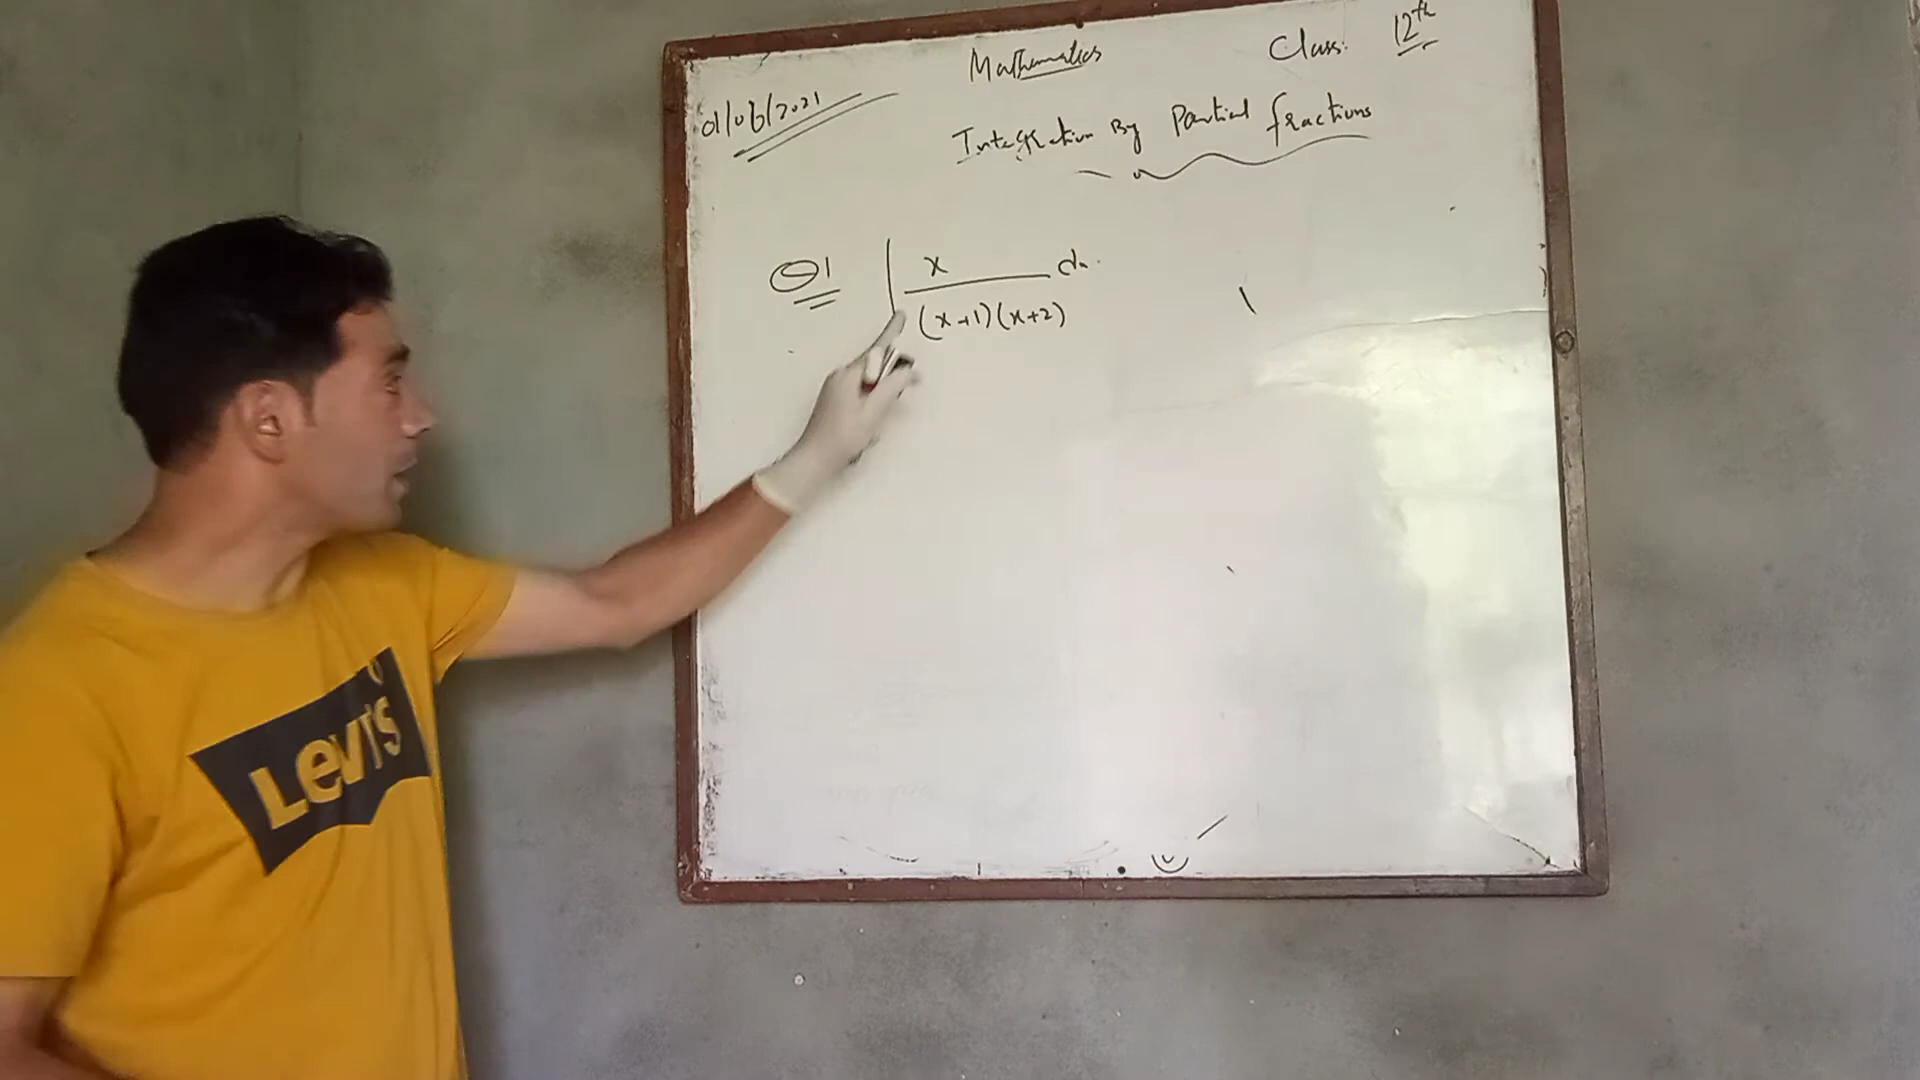 Mathematics Class: 12th
01/06/2021
Integration By Partial fractions
Q1 ∫ x/(x+1)(x+2) dx.
Levi's